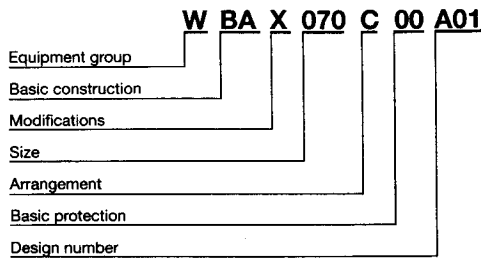 W BA X 070 C 00 A01
Equipment group
Basic construction
Modifications
Size
Arrangement
Basic protection
Design number